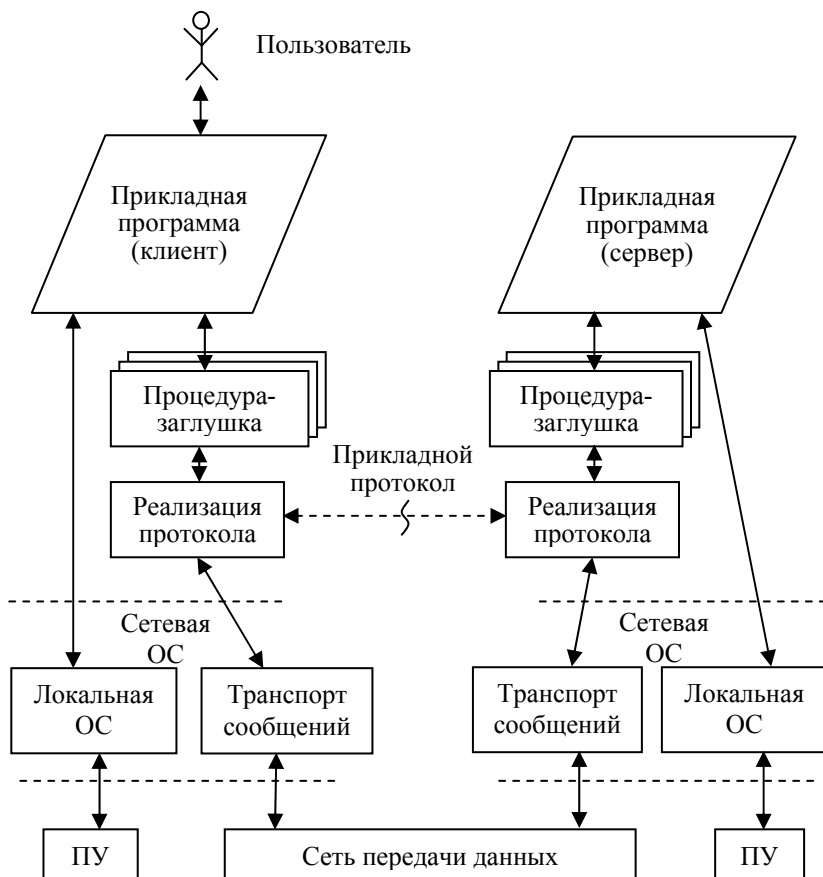 Пользователь
Прикладная
программа
(клиент)
Прикладная
программа
(сервер)
Процедура-
заглушка
Процедура-
заглушка
Прикладной
протокол
Реализация
протокола
Реализация
протокола
Сетевая
ОС
Сетевая
ОС
Локальная
ОС
Транспорт
сообщений
Транспорт
сообщений
Локальная
ОС
ПУ
Сеть передачи данных
ПУ